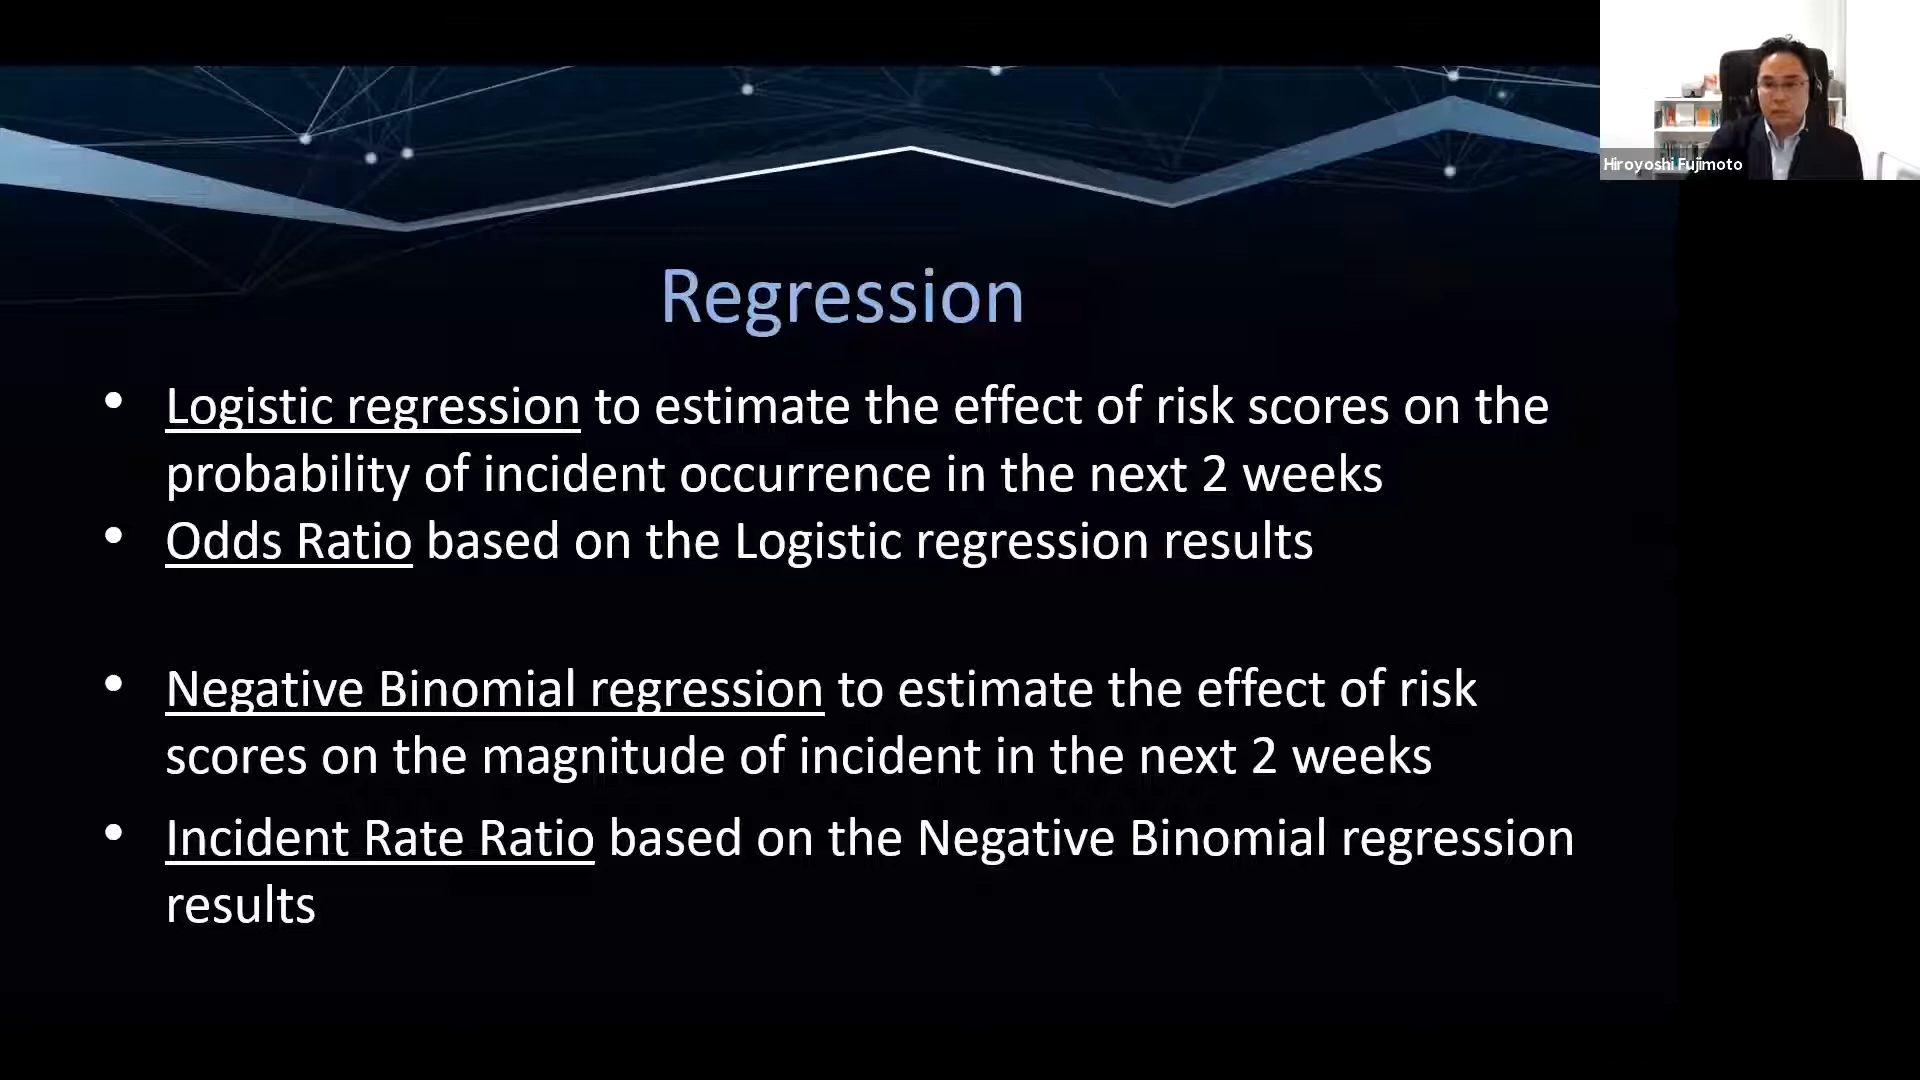 Hiroyoshi Fujimoto
Regression
• Logistic regression to estimate the effect of risk scores on the
probability of incident occurrence in the next 2 weeks
• Odds Ratio based on the Logistic regression results
• Negative Binomial regression to estimate the effect of risk
scores on the magnitude of incident in the next 2 weeks
• Incident Rate Ratio based on the Negative Binomial regression
results